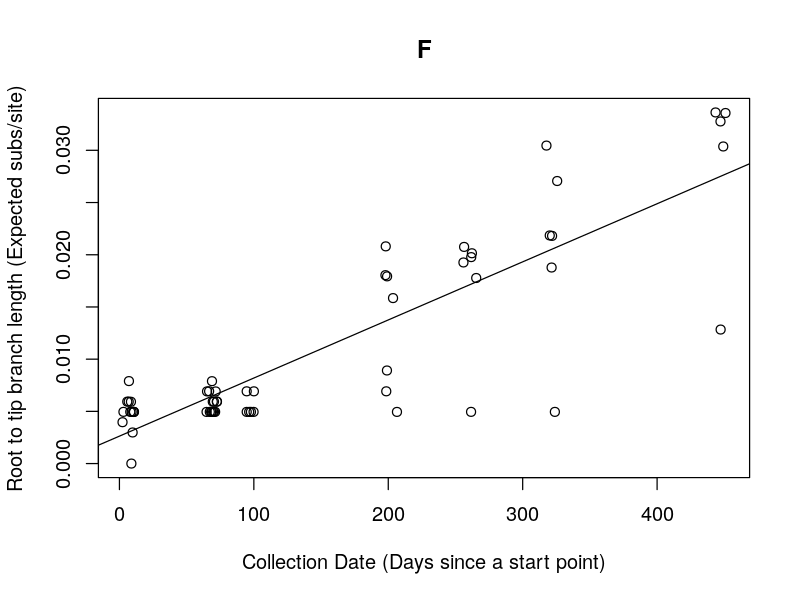 F
Root to tip branch length (Expected subs/site)
0.030
0.020
0.010
0.000
0 100 200 300 400
Collection Date (Days since a start point)